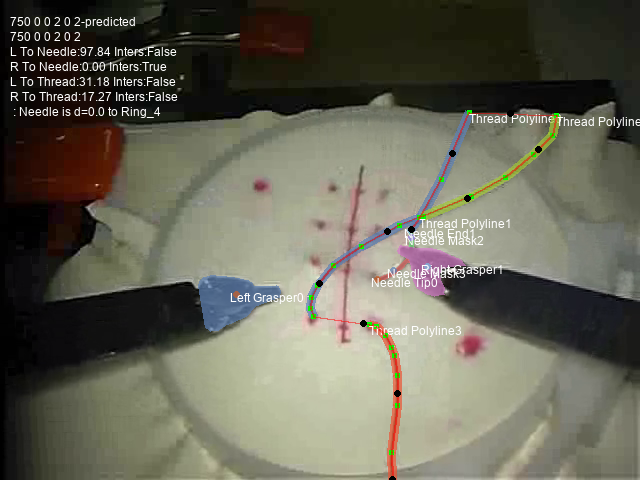 750 0 0 2 0 2-predicted
750 0 0 2 0 2
L To Needle:97.84 Inters:False
R To Needle:0.00 Inters:True
L To Thread:31.18 Inters:False
R To Thread:17.27 Inters:False
: Needle is d=0.0 to Ring_4
Thread Polyline
Thread Polyline
Thread Polyline1
Needle End1
Needle Mask2
Right Grasper1
Needle Mask3
Needle Tip0
Left Grasper0
Thread Polyline3